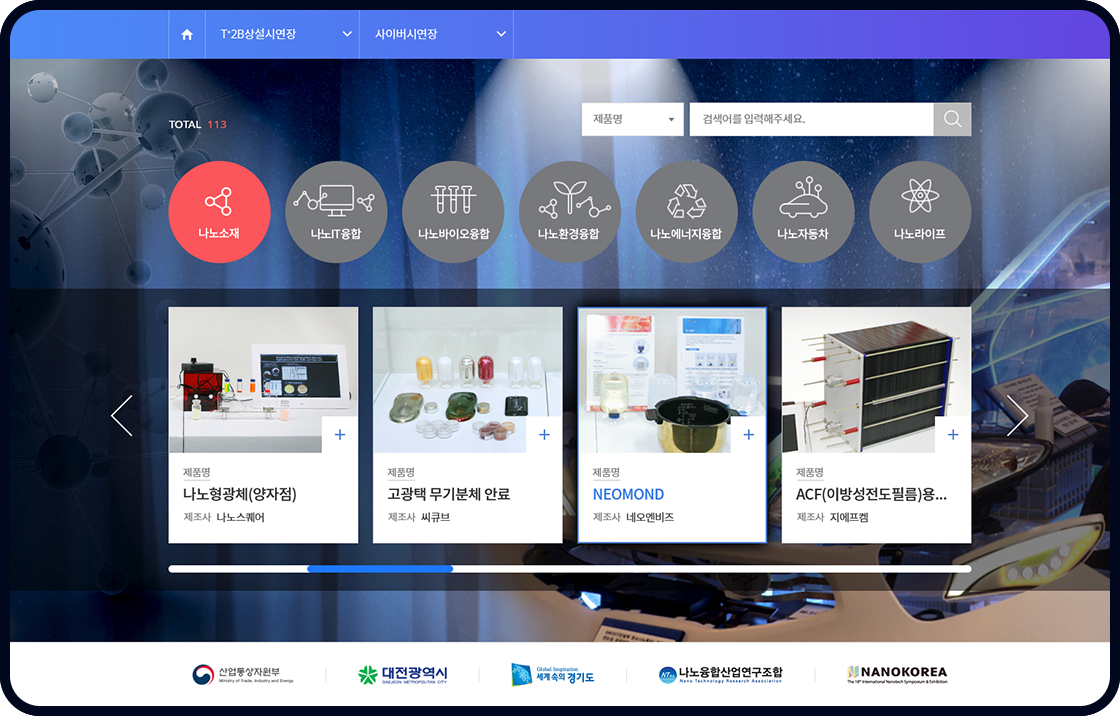 T*2B상설시연장
사이버시연장
TOTAL 113
제품명
검색어를 입력해주세요.
나노소재
나노IT융합
나노바이오융합
나노환경융합
나노에너지융합
나노자동차
나노라이프
제품명
나노형광체(양자점)
제조사 나노스퀘어
제품명
고광택 무기분체 안료
제조사 씨큐브
제품명
NEOMOND
제조사 네오엔비즈
제품명
ACF(이방성전도필름)용...
제조사 지에프켐
산업통상자원부
Ministry of Trade, Industry and Energy
대전광역시
DAEJEON METROPOLITAN CITY
Global Inspiration
세계 속의 경기도
나노융합산업연구조합
Nano Technology Research Association
NANOKOREA
The 16th International Nanotech Symposium & Exhibition